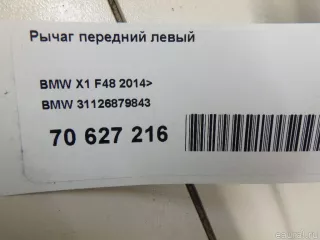 Рычаг передний левый
BMW X1 F48 2014>
BMW 31126879843
70 627 216